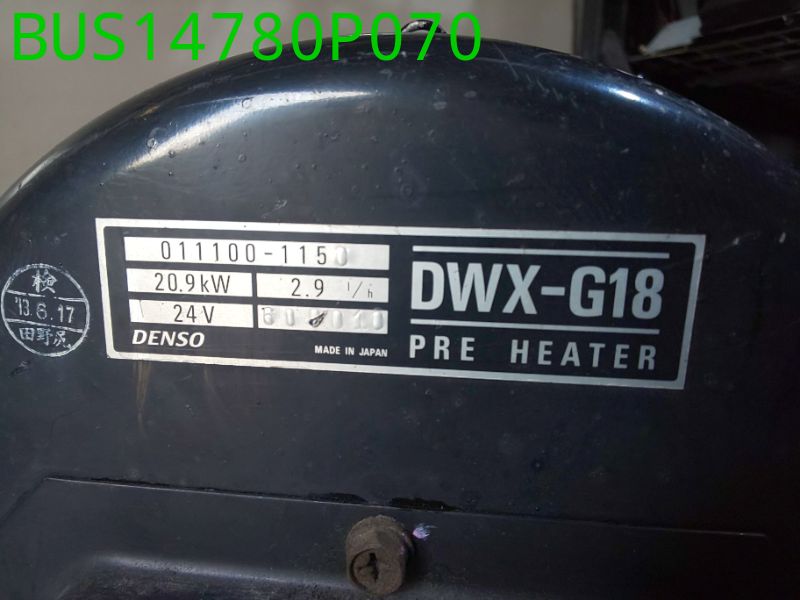 BUS14780P070
011100-1150
20.9kW
2.9 l/h
24V
DENSO
MADE IN JAPAN
DWX-G18
PRE HEATER
検
'13.6.17